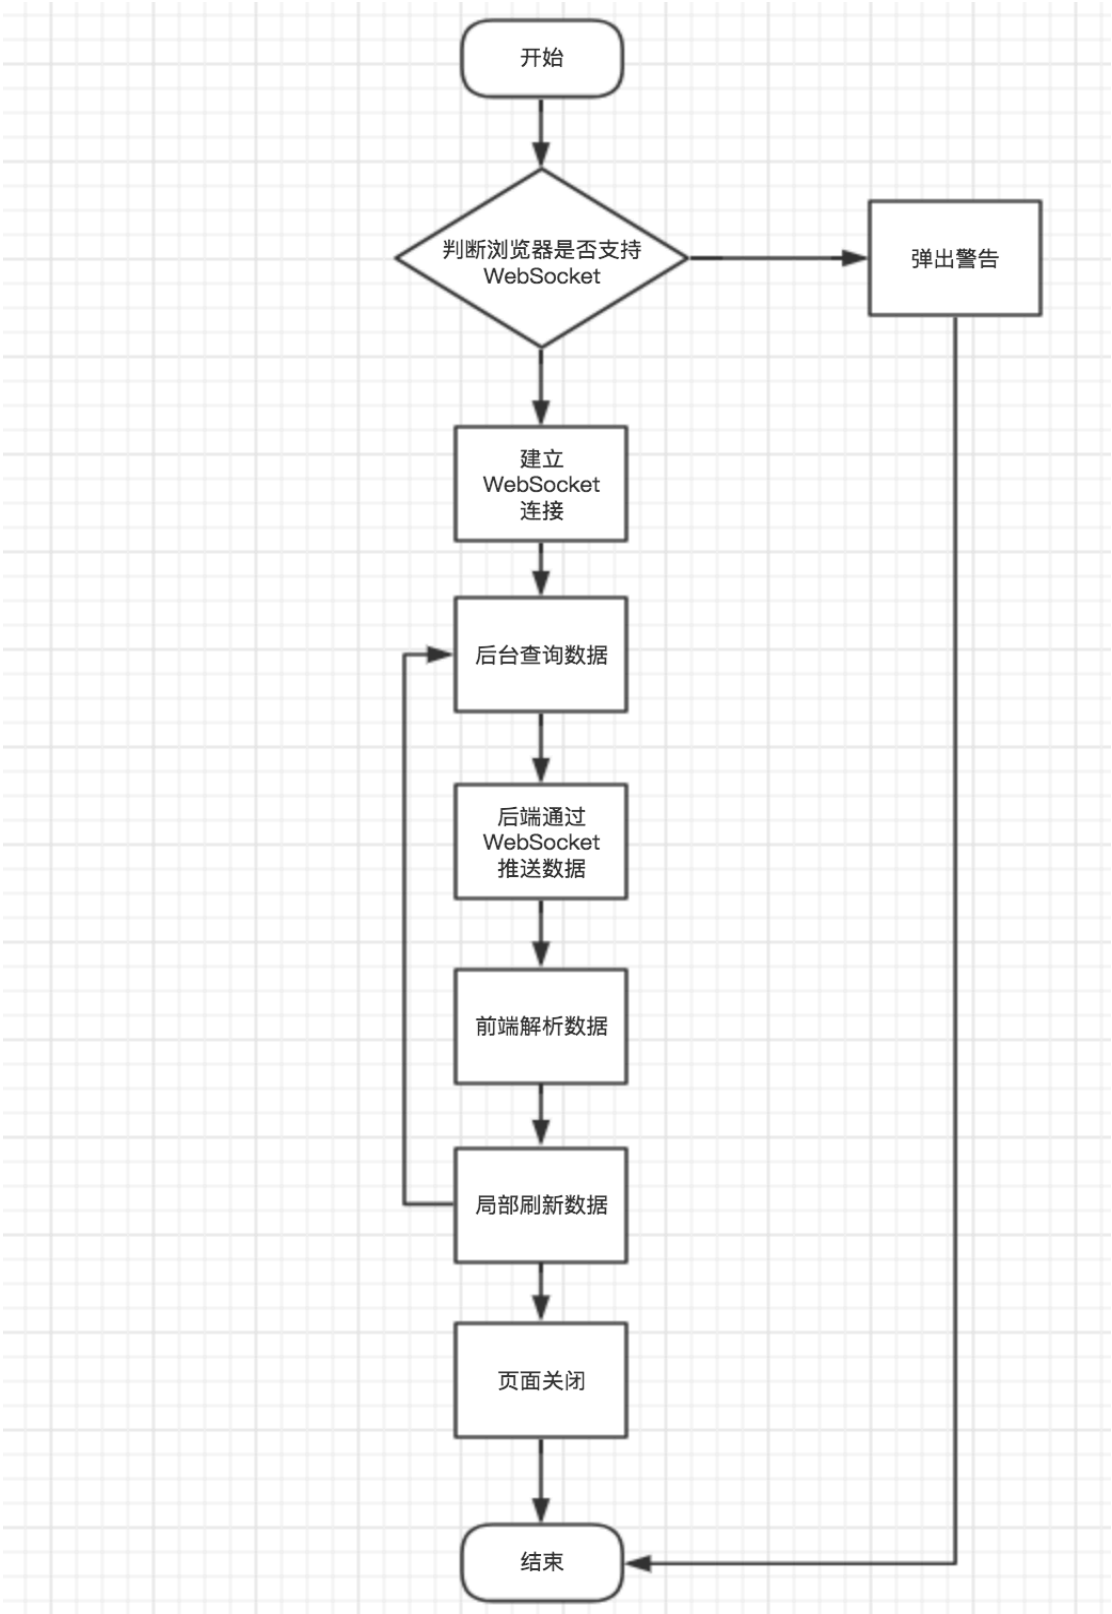 开始
判断浏览器是否支持
WebSocket
弹出警告
建立
WebSocket
连接
后台查询数据
后端通过
WebSocket
推送数据
前端解析数据
局部刷新数据
页面关闭
结束